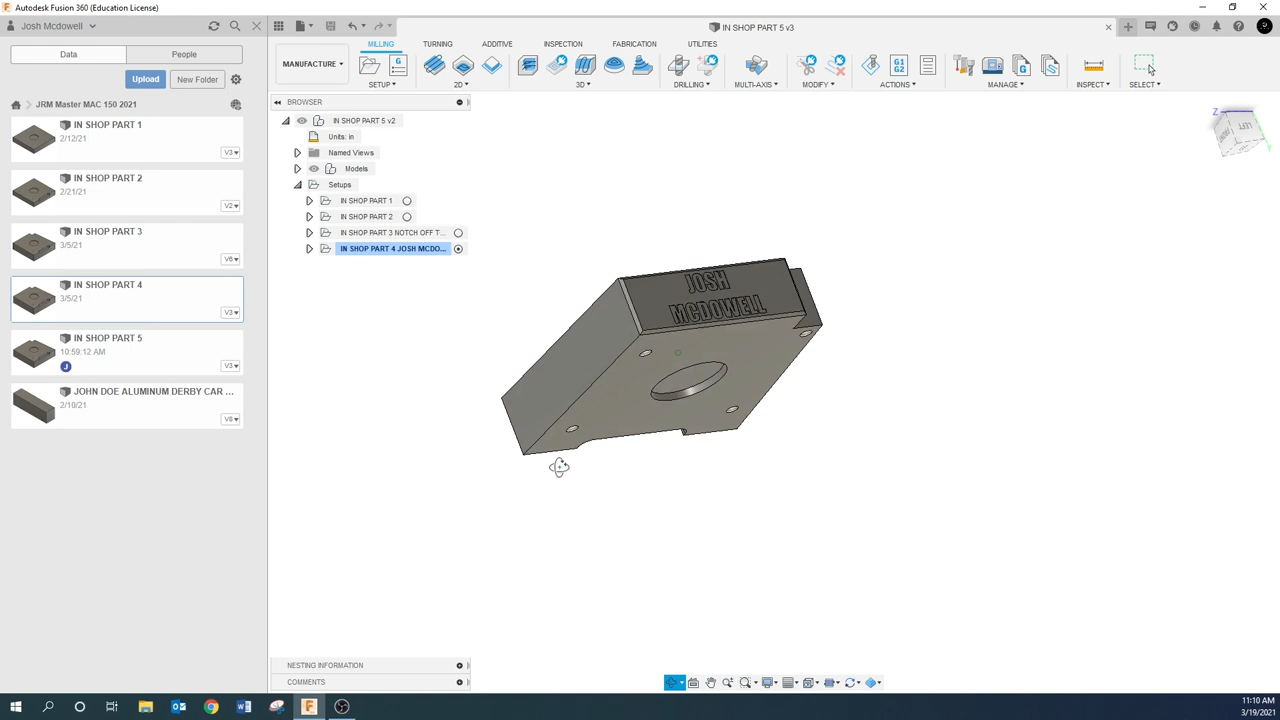 Autodesk Fusion 360 (Education License)
Josh Mcdowell
IN SHOP PART 5 v3
Data
People
Upload
New Folder
JRM Master MAC 150 2021
IN SHOP PART 1
2/12/21
V3
IN SHOP PART 2
2/21/21
V2
IN SHOP PART 3
3/5/21
V6
IN SHOP PART 4
3/5/21
V3
IN SHOP PART 5
10:59:12 AM
J
V3
JOHN DOE ALUMINUM DERBY CAR ...
2/10/21
V8
MANUFACTURE
MILLING
TURNING
ADDITIVE
INSPECTION
FABRICATION
UTILITIES
G
G1
G2
G
SETUP
2D
3D
DRILLING
MULTI-AXIS
MODIFY
ACTIONS
MANAGE
INSPECT
SELECT
BROWSER
IN SHOP PART 5 v2
Units: in
Named Views
Models
Setups
IN SHOP PART 1
IN SHOP PART 2
IN SHOP PART 3 NOTCH OFF T...
IN SHOP PART 4 JOSH MCDO...
JOSH
MCDOWELL
Z
LEFT
Y
NESTING INFORMATION
COMMENTS
11:10 AM
3/19/2021